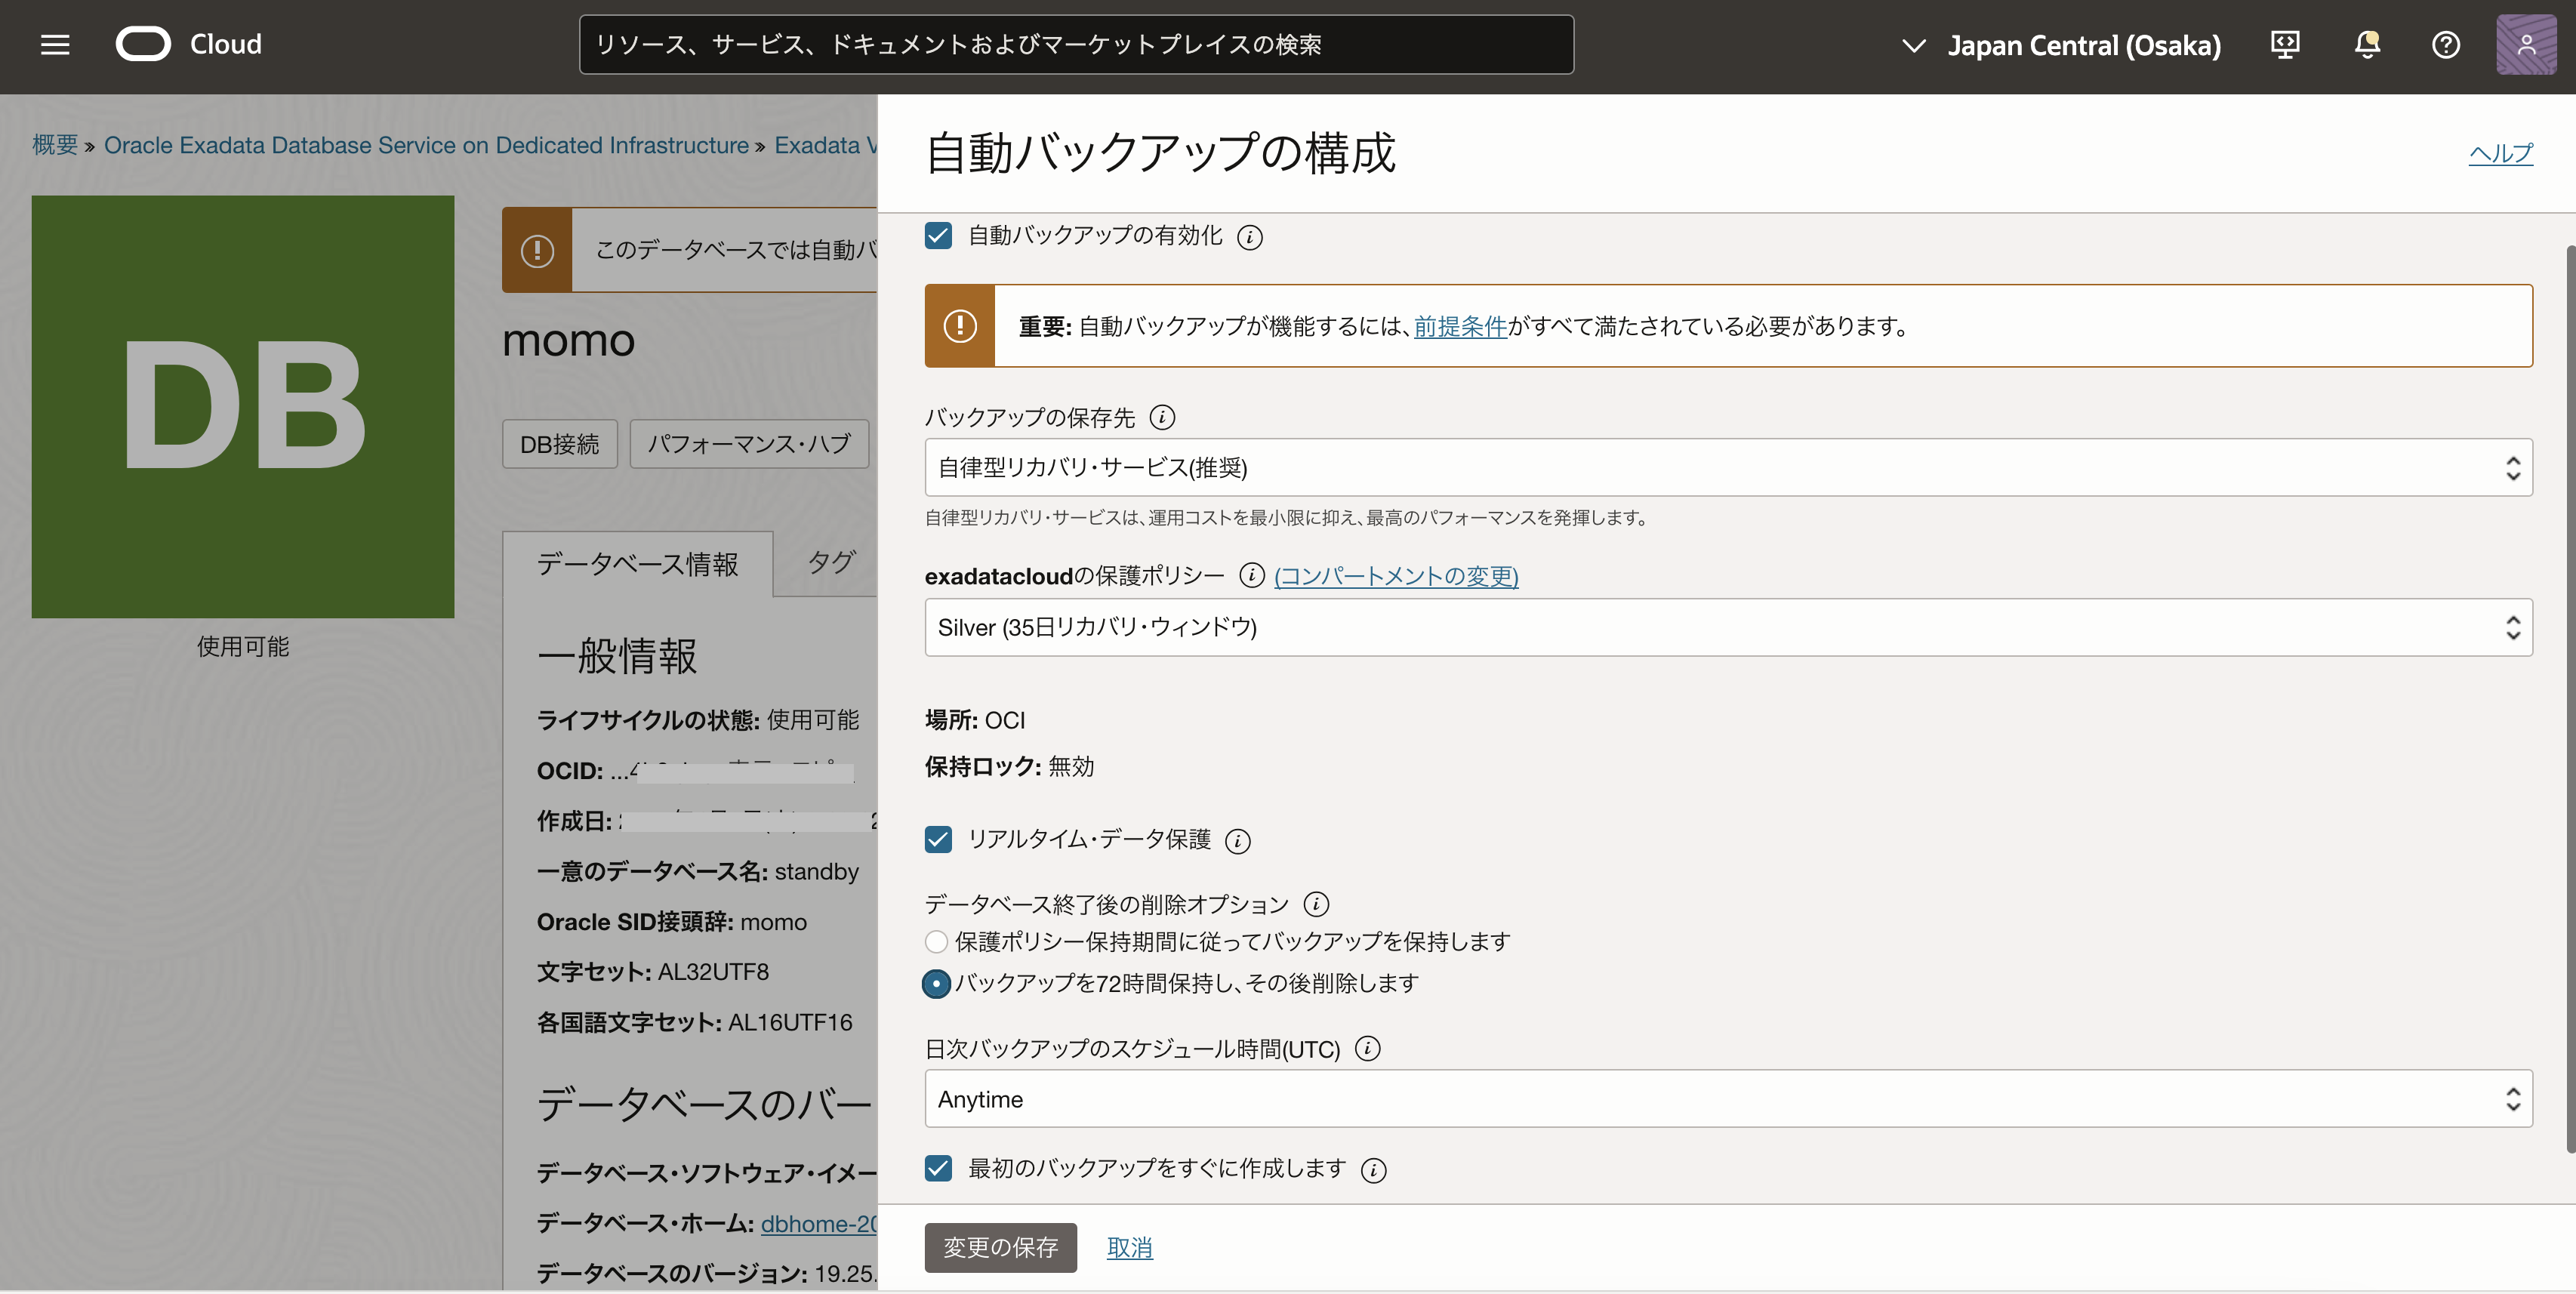 Cloud
リソース、サービス、ドキュメントおよびマーケットプレイスの検索
Japan Central (Osaka)
概要 » Oracle Exadata Database Service on Dedicated Infrastructure » Exadata V
DB
使用可能
このデータベースでは自動バ
momo
DB接続
パフォーマンス・ハブ
データベース情報
タグ
一般情報
ライフサイクルの状態: 使用可能
OCID: ...4
作成日:
一意のデータベース名: standby
Oracle SID接頭辞: momo
文字セット: AL32UTF8
各国語文字セット: AL16UTF16
データベースのバー
データベース・ソフトウェア・イメー
データベース・ホーム: dbhome-20
データベースのバージョン: 19.25.
自動バックアップの構成
ヘルプ
自動バックアップの有効化
重要: 自動バックアップが機能するには、前提条件がすべて満たされている必要があります。
バックアップの保存先
自律型リカバリ・サービス(推奨)
自律型リカバリ・サービスは、運用コストを最小限に抑え、最高のパフォーマンスを発揮します。
exadatacloudの保護ポリシー (コンパートメントの変更)
Silver (35日リカバリ・ウィンドウ)
場所: OCI
保持ロック: 無効
リアルタイム・データ保護
データベース終了後の削除オプション
保護ポリシー保持期間に従ってバックアップを保持します
バックアップを72時間保持し、その後削除します
日次バックアップのスケジュール時間(UTC)
Anytime
最初のバックアップをすぐに作成します
変更の保存
取消